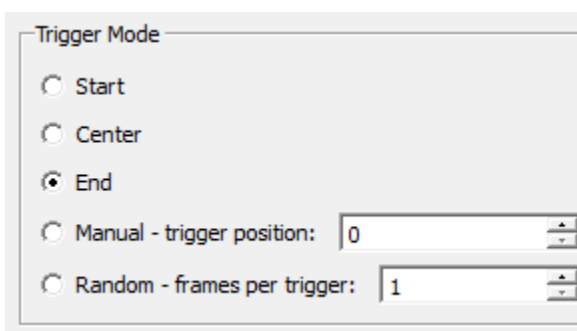 Trigger Mode
Start
Center
End
Manual - trigger position: 0
Random - frames per trigger: 1